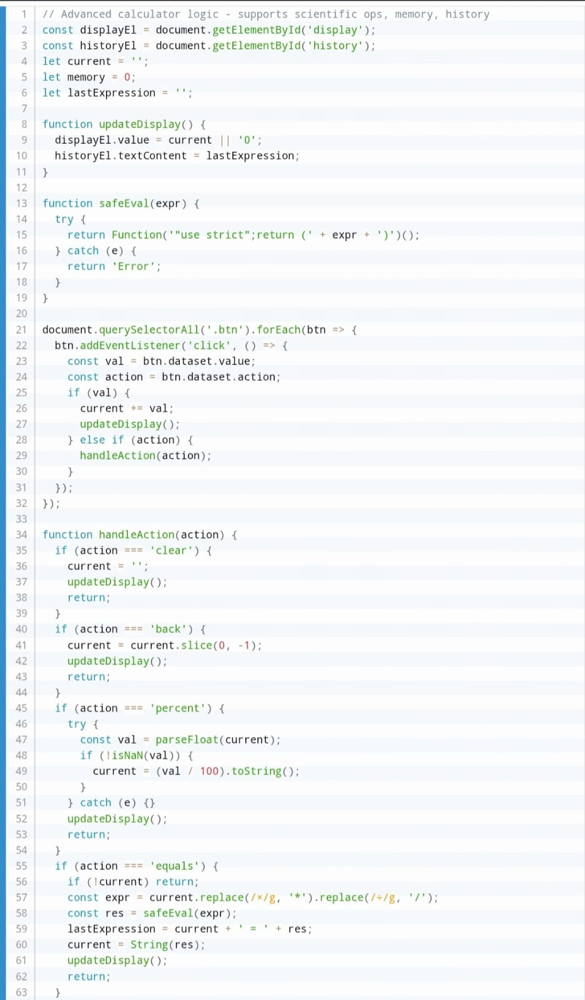 1 // Advanced calculator logic - supports scientific ops, memory, history
2 const displayEl = document.getElementById('display');
3 const historyEl = document.getElementById('history');
4 let current = '';
5 let memory = 0;
6 let lastExpression = '';
7
8 function updateDisplay() {
9   displayEl.value = current || '0';
10   historyEl.textContent = lastExpression;
11 }
12
13 function safeEval(expr) {
14   try {
15     return Function('"use strict";return (' + expr + ')')();
16   } catch (e) {
17     return 'Error';
18   }
19 }
20
21 document.querySelectorAll('.btn').forEach(btn => {
22   btn.addEventListener('click', () => {
23     const val = btn.dataset.value;
24     const action = btn.dataset.action;
25     if (val) {
26       current += val;
27       updateDisplay();
28     } else if (action) {
29       handleAction(action);
30     }
31   });
32 });
33
34 function handleAction(action) {
35   if (action === 'clear') {
36     current = '';
37     updateDisplay();
38     return;
39   }
40   if (action === 'back') {
41     current = current.slice(0, -1);
42     updateDisplay();
43     return;
44   }
45   if (action === 'percent') {
46     try {
47       const val = parseFloat(current);
48       if (!isNaN(val)) {
49         current = (val / 100).toString();
50       }
51     } catch (e) {}
52     updateDisplay();
53     return;
54   }
55   if (action === 'equals') {
56     if (!current) return;
57     const expr = current.replace(/×/g, '*').replace(/÷/g, '/');
58     const res = safeEval(expr);
59     lastExpression = current + ' = ' + res;
60     current = String(res);
61     updateDisplay();
62     return;
63   }